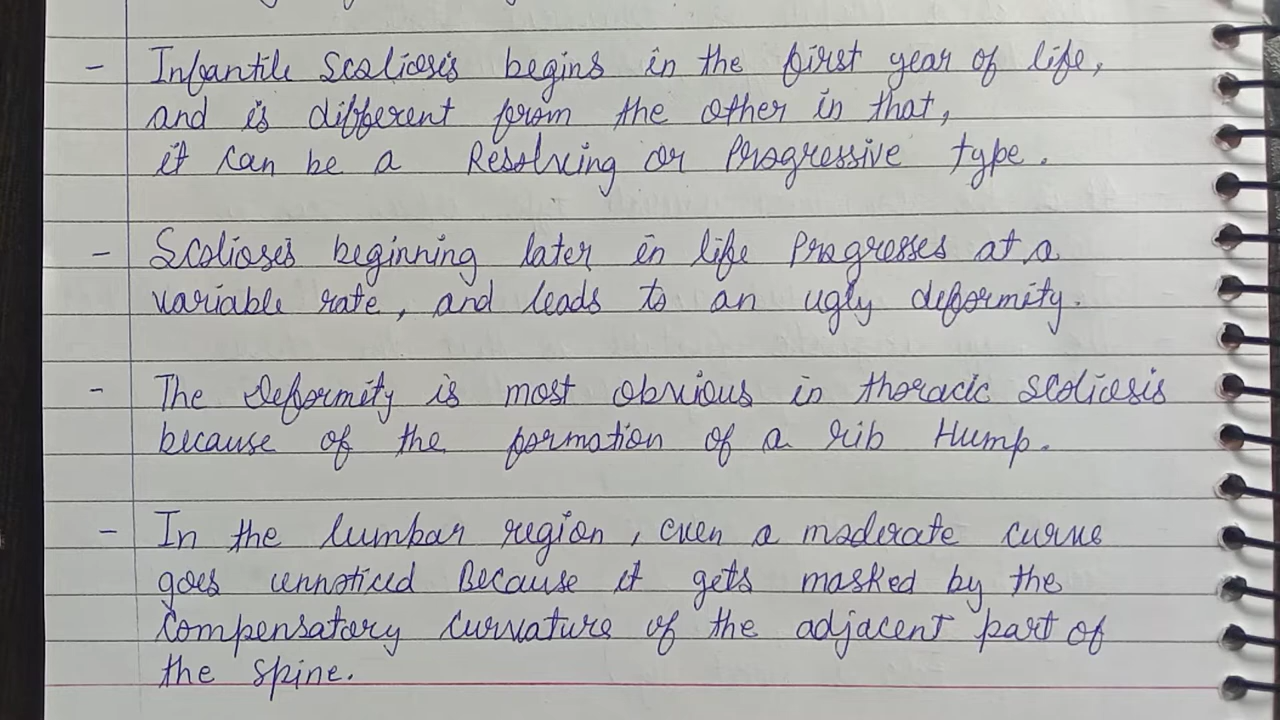 - Infantile Scoliosis begins in the first year of life,
and is different from the other in that,
it can be a Resolving or Progressive type.
- Scoliosis beginning later in life Progresses at a
variable rate, and leads to an ugly deformity.
- The Deformity is most obvious in thoracic scoliosis
because of the formation of a rib Hump.
- In the lumbar region, even a moderate curve
goes unnoticed Because it gets masked by the
Compensatory Curvature of the adjacent part of
the spine.